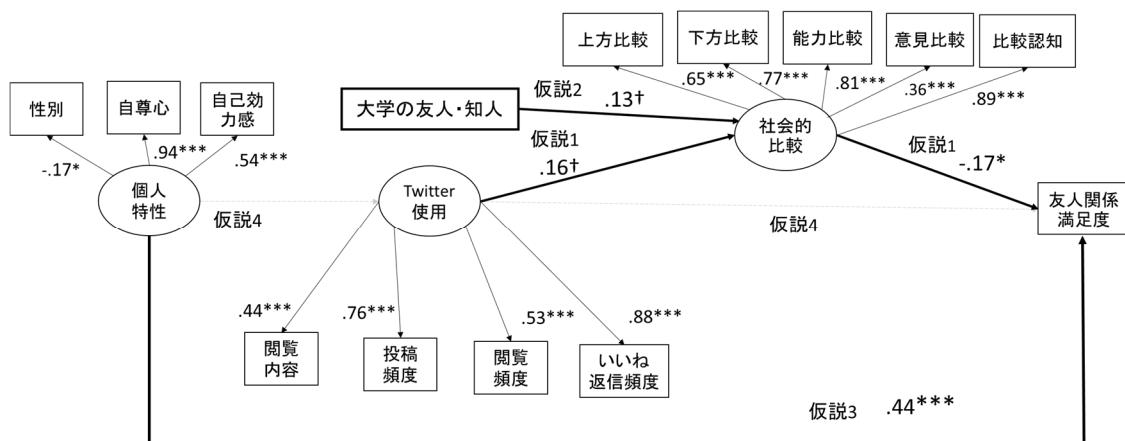 上方比較
下方比較
能力比較
意見比較
比較認知
.65***
.77***
.81***
.36***
.89***
性別
自尊心
自己効
力感
-.17*
.94***
.54***
個人
特性
仮説4
大学の友人・知人
仮説2
.13†
仮説1
.16†
社会的
比較
仮説1
-.17*
Twitter
使用
仮説4
友人関係
満足度
.44***
.76***
.53***
.88***
閲覧
内容
投稿
頻度
閲覧
頻度
いいね
返信頻度
仮説3
.44***